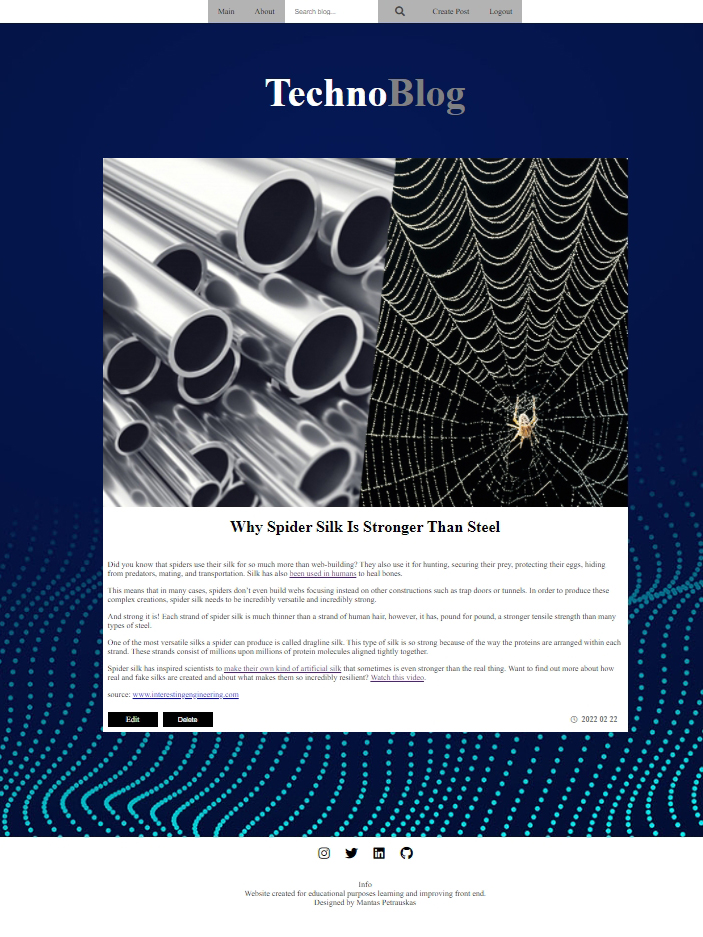 Main About Search blog... Create Post Logout
TechnoBlog
Why Spider Silk Is Stronger Than Steel
Did you know that spiders use their silk for so much more than web-building? They also use it for hunting, securing their prey, protecting their eggs, hiding
from predators, mating, and transportation. Silk has also been used in humans to heal bones.
This means that in many cases, spiders don't even build webs focusing instead on other constructions such as trap doors or tunnels. In order to produce these
complex creations, spider silk needs to be incredibly versatile and incredibly strong.
And strong it is! Each strand of spider silk is much thinner than a strand of human hair, however, it has, pound for pound, a stronger tensile strength than many
types of steel.
One of the most versatile silks a spider can produce is called dragline silk. This type of silk is so strong because of the way the proteins are arranged within each
strand. These strands consist of millions upon millions of protein molecules aligned tightly together.
Spider silk has inspired scientists to make their own kind of artificial silk that sometimes is even stronger than the real thing. Want to find out more about how
real and fake silks are created and about what makes them so incredibly resilient? Watch this video.
source: www.interestingengineering.com
Edit Delete 2022 02 22
Info
Website created for educational purposes learning and improving front end.
Designed by Mantas Petrauskas